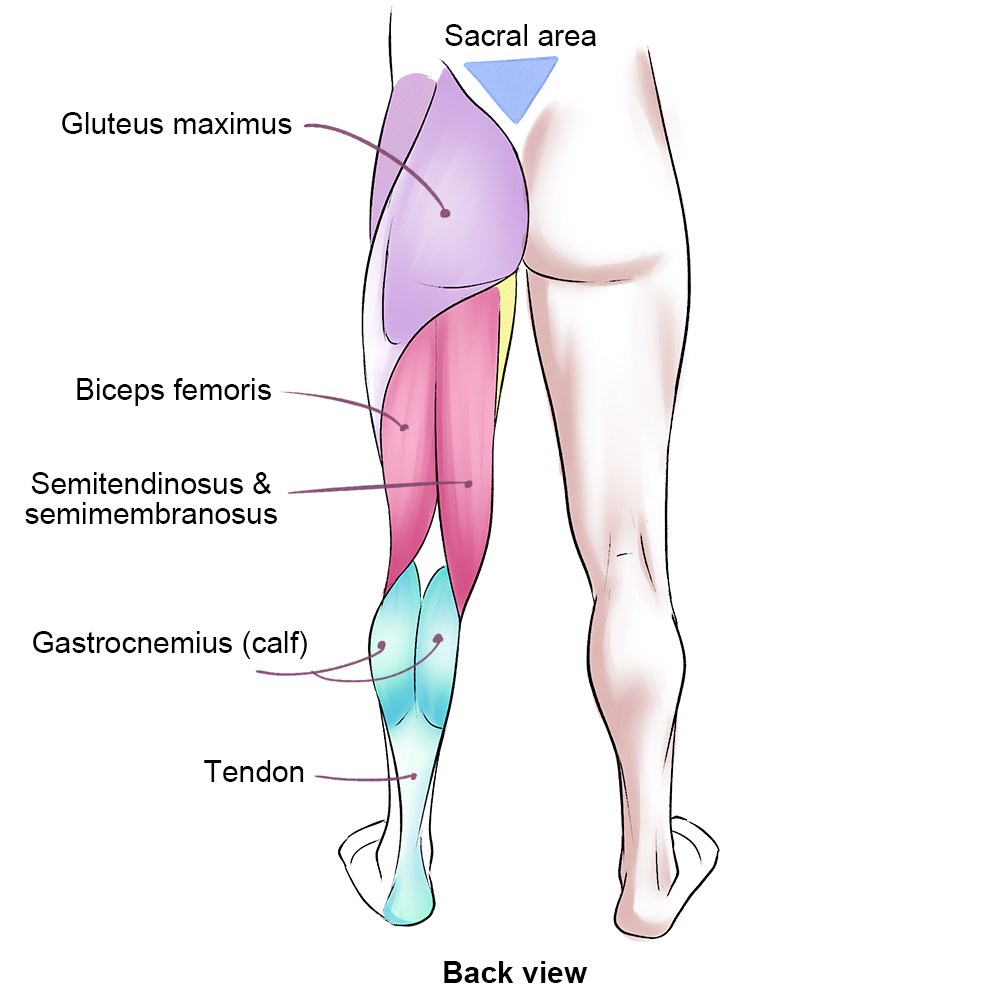 Sacral area
Gluteus maximus
Biceps femoris
Semitendinosus &
semimembranosus
Gastrocnemius (calf)
Tendon
Back view